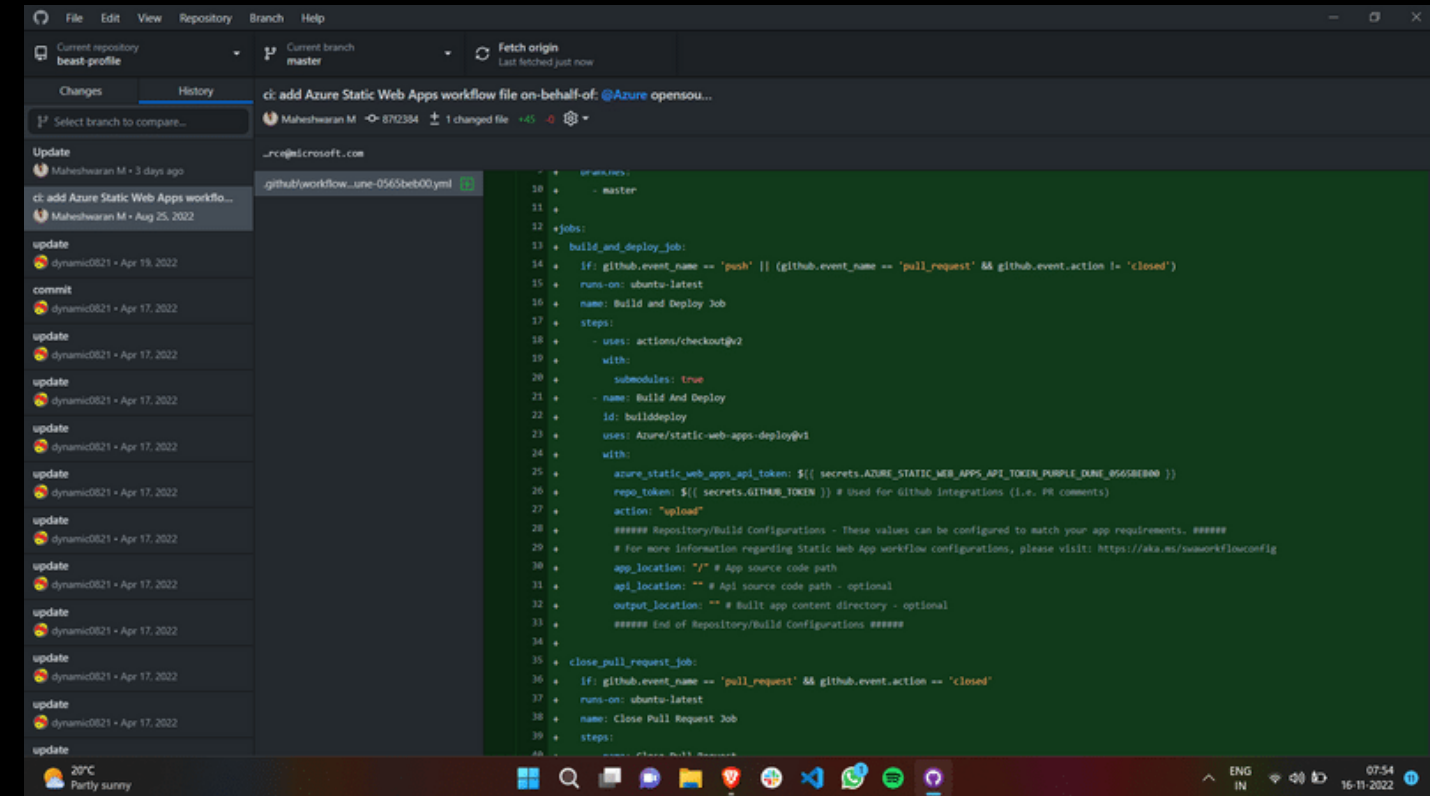 File Edit View Repository Branch Help
Current repository
beast-profile
Current branch
master
Fetch origin
Last fetched just now
Changes History
Select branch to compare...
Update
Maheshwaran M • 3 days ago
ci: add Azure Static Web Apps workflo...
Maheshwaran M • Aug 25, 2022
update
dynamic0821 • Apr 19, 2022
commit
dynamic0821 • Apr 17, 2022
update
dynamic0821 • Apr 17, 2022
update
dynamic0821 • Apr 17, 2022
update
dynamic0821 • Apr 17, 2022
update
dynamic0821 • Apr 17, 2022
update
dynamic0821 • Apr 17, 2022
update
dynamic0821 • Apr 17, 2022
update
dynamic0821 • Apr 17, 2022
update
dynamic0821 • Apr 17, 2022
update
dynamic0821 • Apr 17, 2022
update
ci: add Azure Static Web Apps workflow file on-behalf-of: @Azure opensou...
Maheshwaran M 87f2384 1 changed file +45 -0
...rce@microsoft.com
.github\workflow...une-0565beb00.yml
9 + branches:
10 + - master
11 +
12 +jobs:
13 + build_and_deploy_job:
14 + if: github.event_name == 'push' || (github.event_name == 'pull_request' && github.event.action != 'closed')
15 + runs-on: ubuntu-latest
16 + name: Build and Deploy Job
17 + steps:
18 + - uses: actions/checkout@v2
19 + with:
20 + submodules: true
21 + - name: Build And Deploy
22 + id: builddeploy
23 + uses: Azure/static-web-apps-deploy@v1
24 + with:
25 + azure_static_web_apps_api_token: ${{ secrets.AZURE_STATIC_WEB_APPS_API_TOKEN_PURPLE_DUNE_0565BEB00 }}
26 + repo_token: ${{ secrets.GITHUB_TOKEN }} # Used for Github integrations (i.e. PR comments)
27 + action: "upload"
28 + ###### Repository/Build Configurations - These values can be configured to match your app requirements. ######
29 + # For more information regarding Static Web App workflow configurations, please visit: https://aka.ms/swaworkflowconfig
30 + app_location: "/" # App source code path
31 + api_location: "" # Api source code path - optional
32 + output_location: "" # Built app content directory - optional
33 + ###### End of Repository/Build Configurations ######
34 +
35 + close_pull_request_job:
36 + if: github.event_name == 'pull_request' && github.event.action == 'closed'
37 + runs-on: ubuntu-latest
38 + name: Close Pull Request Job
39 + steps:
40 + - name: Close Pull Request
20°C
Partly sunny
1
ENG
IN
07:54
16-11-2022
11